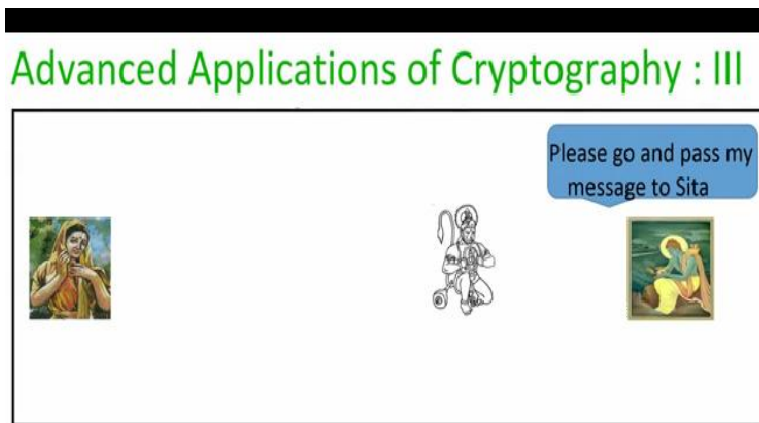 Advanced Applications of Cryptography : III
Please go and pass my
message to Sita